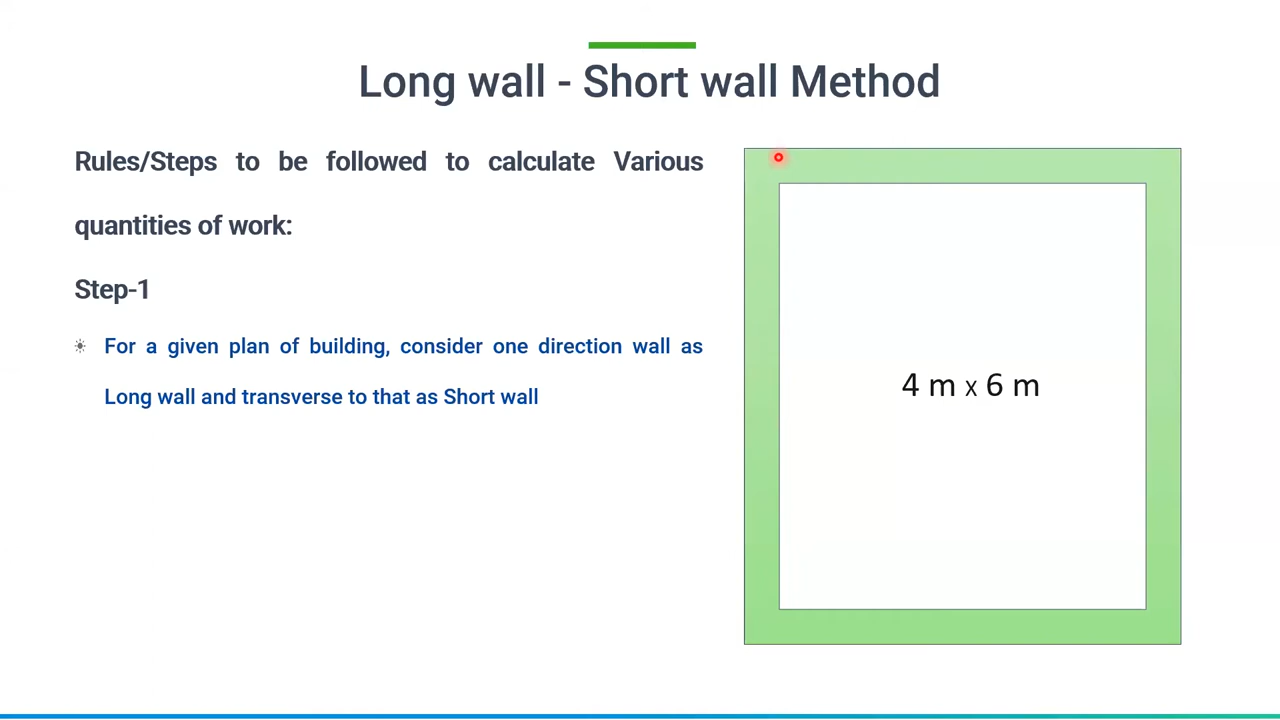 Long wall - Short wall Method
Rules/Steps to be followed to calculate Various
quantities of work:
Step-1
For a given plan of building, consider one direction wall as
Long wall and transverse to that as Short wall
4 m x 6 m